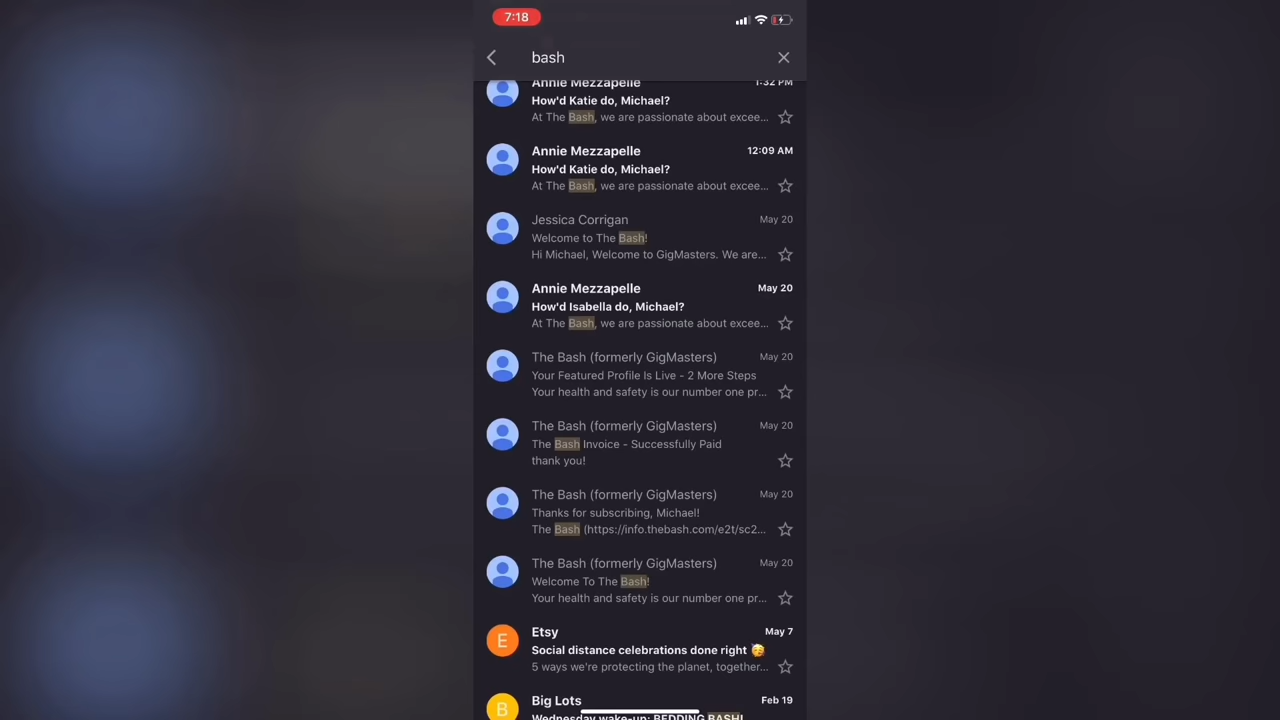 7:18
bash
Annie Mezzapelle 1:32 PM
How'd Katie do, Michael?
At The Bash, we are passionate about excee...
Annie Mezzapelle 12:09 AM
How'd Katie do, Michael?
At The Bash, we are passionate about excee...
Jessica Corrigan May 20
Welcome to The Bash!
Hi Michael, Welcome to GigMasters. We are...
Annie Mezzapelle May 20
How'd Isabella do, Michael?
At The Bash, we are passionate about excee...
The Bash (formerly GigMasters) May 20
Your Featured Profile Is Live - 2 More Steps
Your health and safety is our number one pr...
The Bash (formerly GigMasters) May 20
The Bash Invoice - Successfully Paid
thank you!
The Bash (formerly GigMasters) May 20
Thanks for subscribing, Michael!
The Bash (https://info.thebash.com/e2t/sc2...
The Bash (formerly GigMasters) May 20
Welcome To The Bash!
Your health and safety is our number one pr...
E
Etsy May 7
Social distance celebrations done right 🥳
5 ways we're protecting the planet, together...
B
Big Lots Feb 19
Wednesday wake-up: BEDDING BASH!